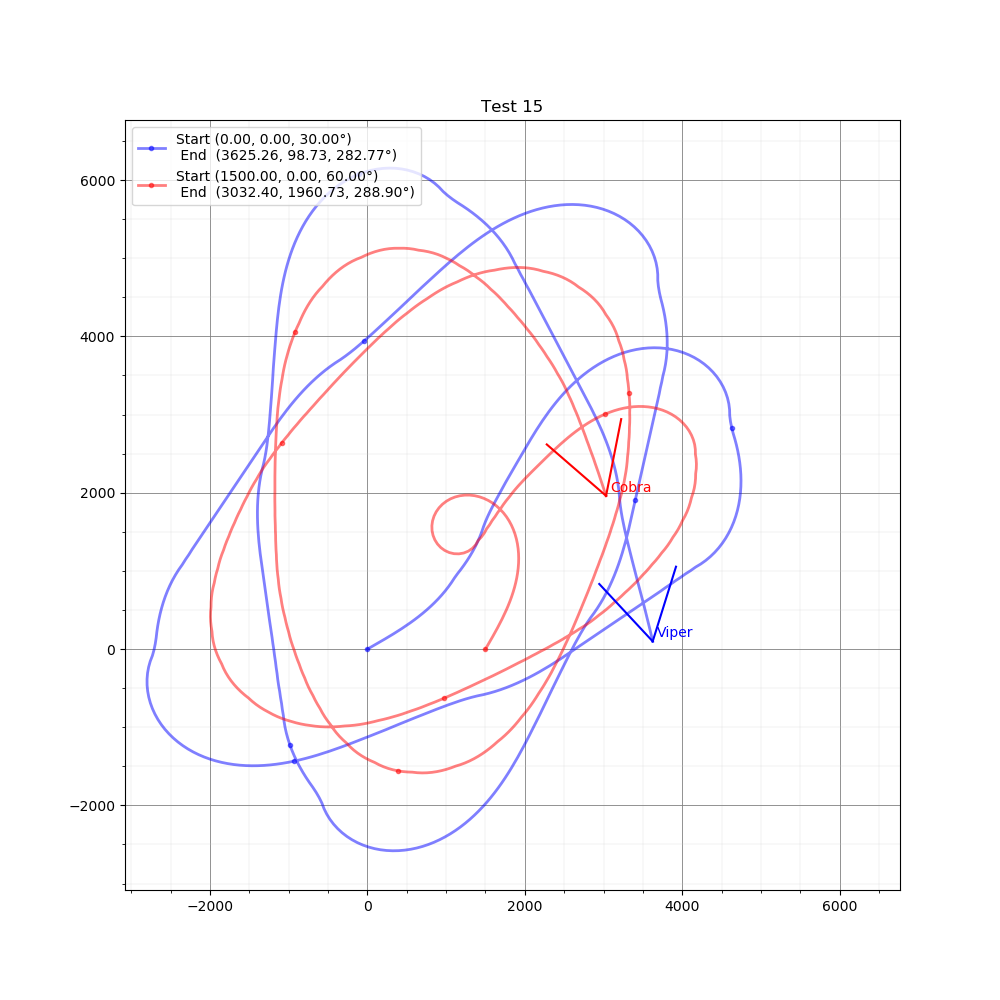 Test 15
Start (0.00, 0.00, 30.00°)
End (3625.26, 98.73, 282.77°)
Start (1500.00, 0.00, 60.00°)
End (3032.40, 1960.73, 288.90°)
6000
4000
2000
0
−2000
Cobra
Viper
−2000
0
2000
4000
6000